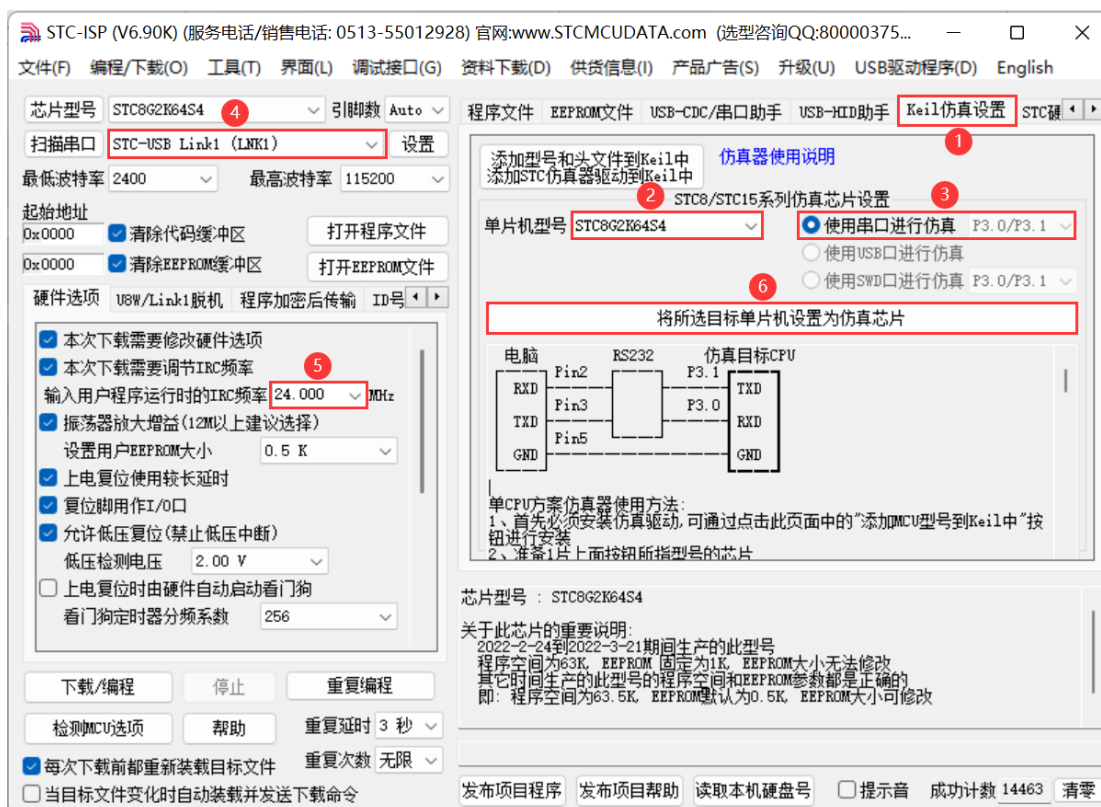 STC-ISP (V6.90K) (服务电话/销售电话: 0513-55012928) 官网:www.STCMCUDATA.com (选型咨询QQ:80000375...
文件(F) 编程/下载(O) 工具(T) 界面(L) 调试接口(G) 资料下载(D) 供货信息(I) 产品广告(S) 升级(U) USB驱动程序(D) English
芯片型号 STC8G2K64S4 引脚数 Auto
4
扫描串口 STC-USB Link1 (LNK1) 设置
最低波特率 2400 最高波特率 115200
起始地址
0x0000 清除代码缓冲区 打开程序文件
0x0000 清除EEPROM缓冲区 打开EEPROM文件
硬件选项 U8W/Link1脱机 程序加密后传输 ID号
本次下载需要修改硬件选项
本次下载需要调节IRC频率
5
输入用户程序运行时的IRC频率 24.000 MHz
振荡器放大增益(12M以上建议选择)
设置用户EEPROM大小 0.5 K
上电复位使用较长延时
复位脚用作I/O口
允许低压复位(禁止低压中断)
低压检测电压 2.00 V
上电复位时由硬件自动启动看门狗
看门狗定时器分频系数 256
下载/编程 停止 重复编程
检测MCU选项 帮助 重复延时 3 秒
每次下载前都重新装载目标文件 重复次数 无限
当目标文件变化时自动装载并发送下载命令
程序文件 EEPROM文件 USB-CDC/串口助手 USB-HID助手 Keil仿真设置 STC硬
1
添加型号和头文件到Keil中
添加STC仿真器驱动到Keil中
仿真器使用说明
2
3
STC8/STC15系列仿真芯片设置
单片机型号 STC8G2K64S4 使用串口进行仿真 P3.0/P3.1
使用USB口进行仿真
使用SWD口进行仿真 P3.0/P3.1
6
将所选目标单片机设置为仿真芯片
电脑 RS232 仿真目标CPU
Pin2 P3.1
RXD TXD
Pin3 P3.0
TXD RXD
Pin5
GND GND
单CPU方案仿真器使用方法:
1、首先必须安装仿真驱动,可通过点击此页面中的"添加MCU型号到Keil中"按
钮进行安装
2、准备1片上面按钮所指型号的芯片
芯片型号 : STC8G2K64S4
关于此芯片的重要说明:
2022-2-24到2022-3-21期间生产的此型号
程序空间为63K, EEPROM 固定为1K, EEPROM大小无法修改
其它时间生产的此型号的程序空间和EEPROM参数都是正确的
即: 程序空间为63.5K, EEPROM默认为0.5K, EEPROM大小可修改
发布项目程序 发布项目帮助 读取本机硬盘号 提示音 成功计数 14463 清零